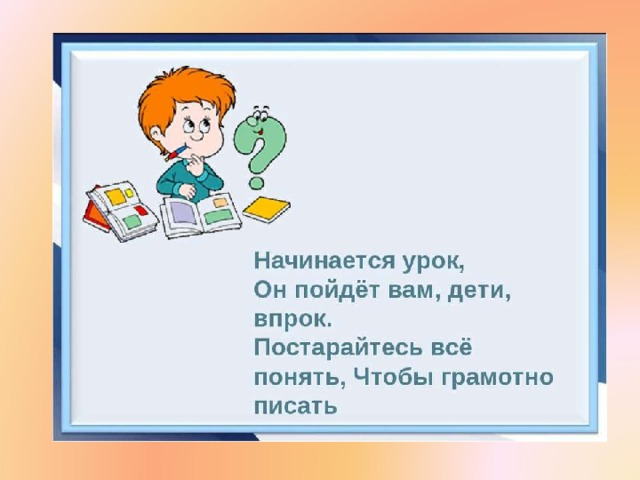 Начинается урок,
Он пойдёт вам, дети,
впрок.
Постарайтесь всё
понять, Чтобы грамотно
писать